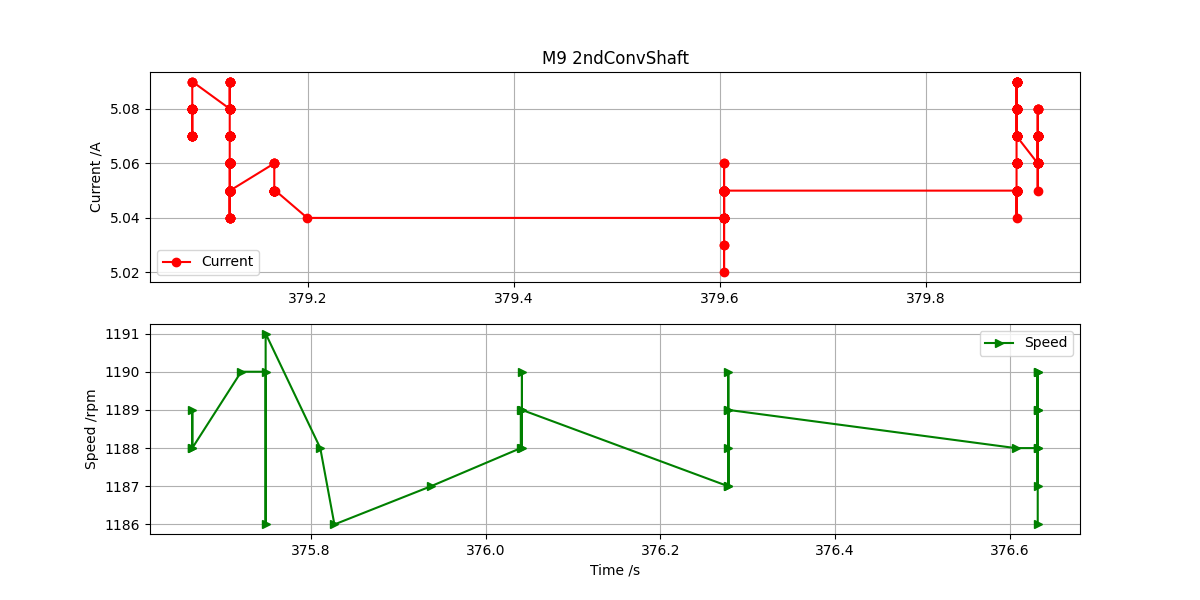 M9 2ndConvShaft
Current /A
5.08
5.06
5.04
5.02
Current
379.2 379.4 379.6 379.8
Speed /rpm
1191
1190
1189
1188
1187
1186
Speed
375.8 376.0 376.2 376.4 376.6
Time /s